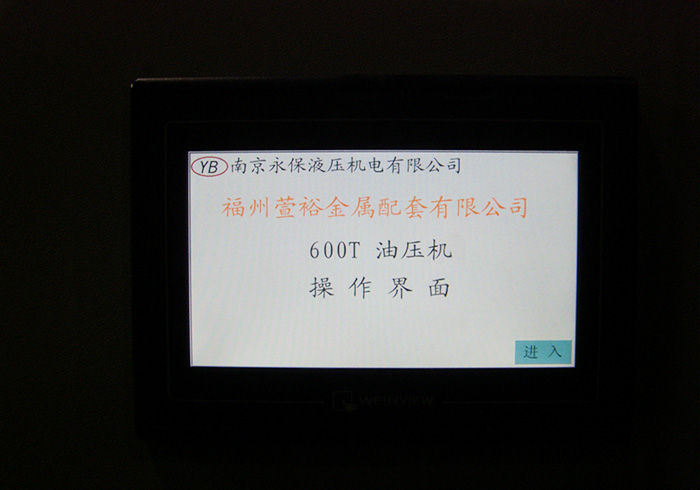 YB 南京永保液压机电有限公司
福州萱裕金属配套有限公司
600T 油压机
操作界面
进入
WEINVIEW